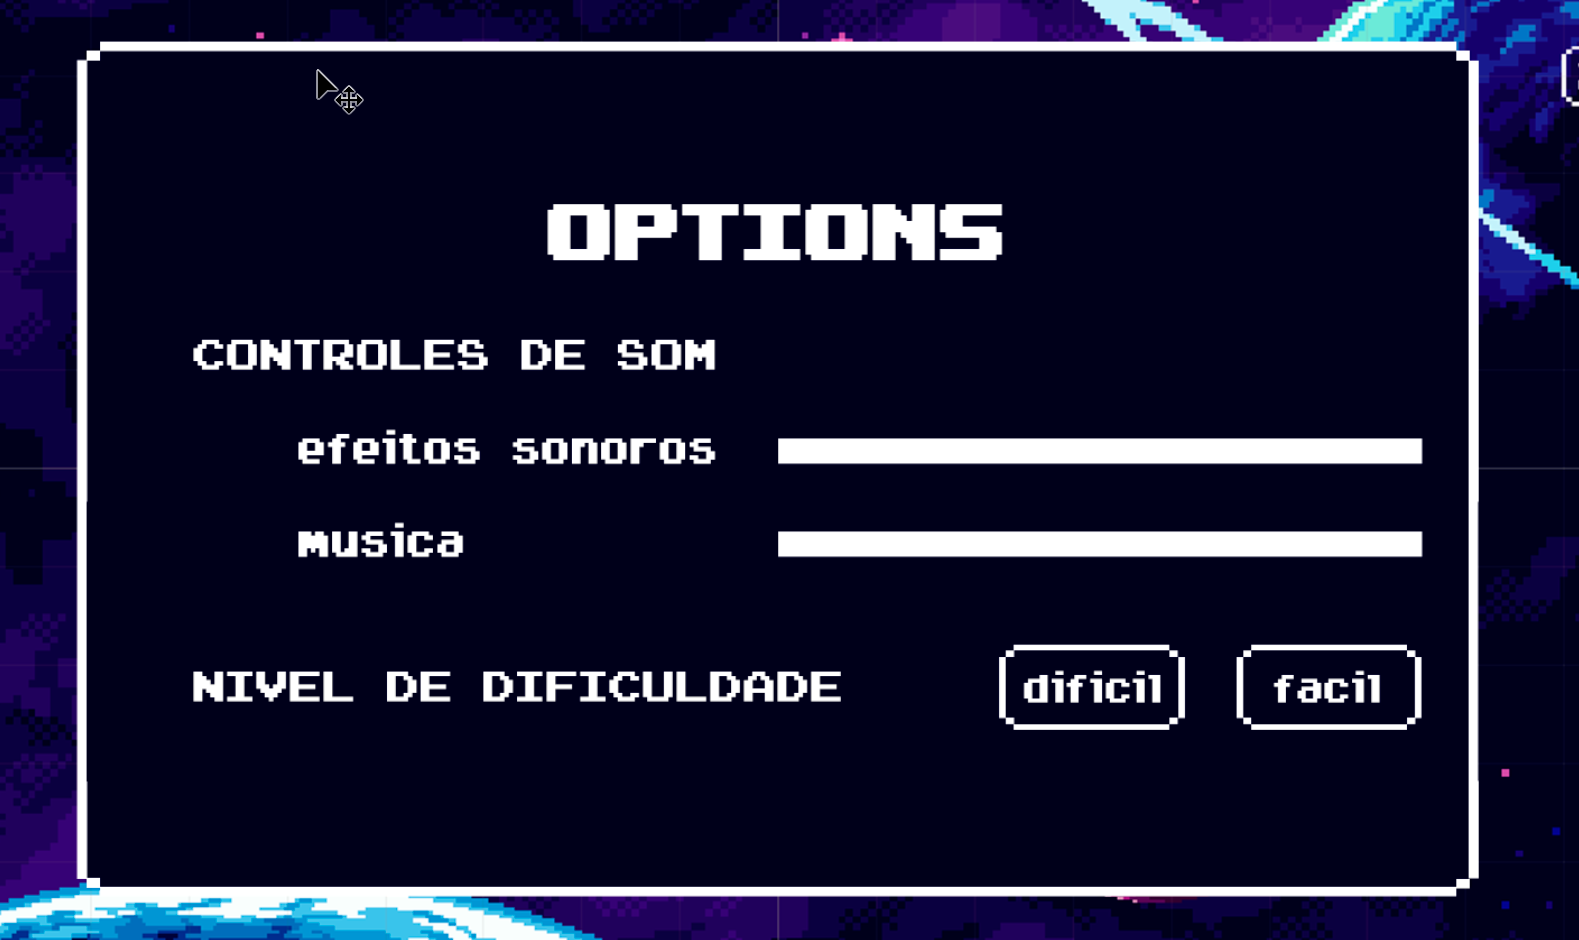 OPTIONS
CONTROLES DE SOM
efeitos sonoros
musica
NIVEL DE DIFICULDADE
dificil
facil